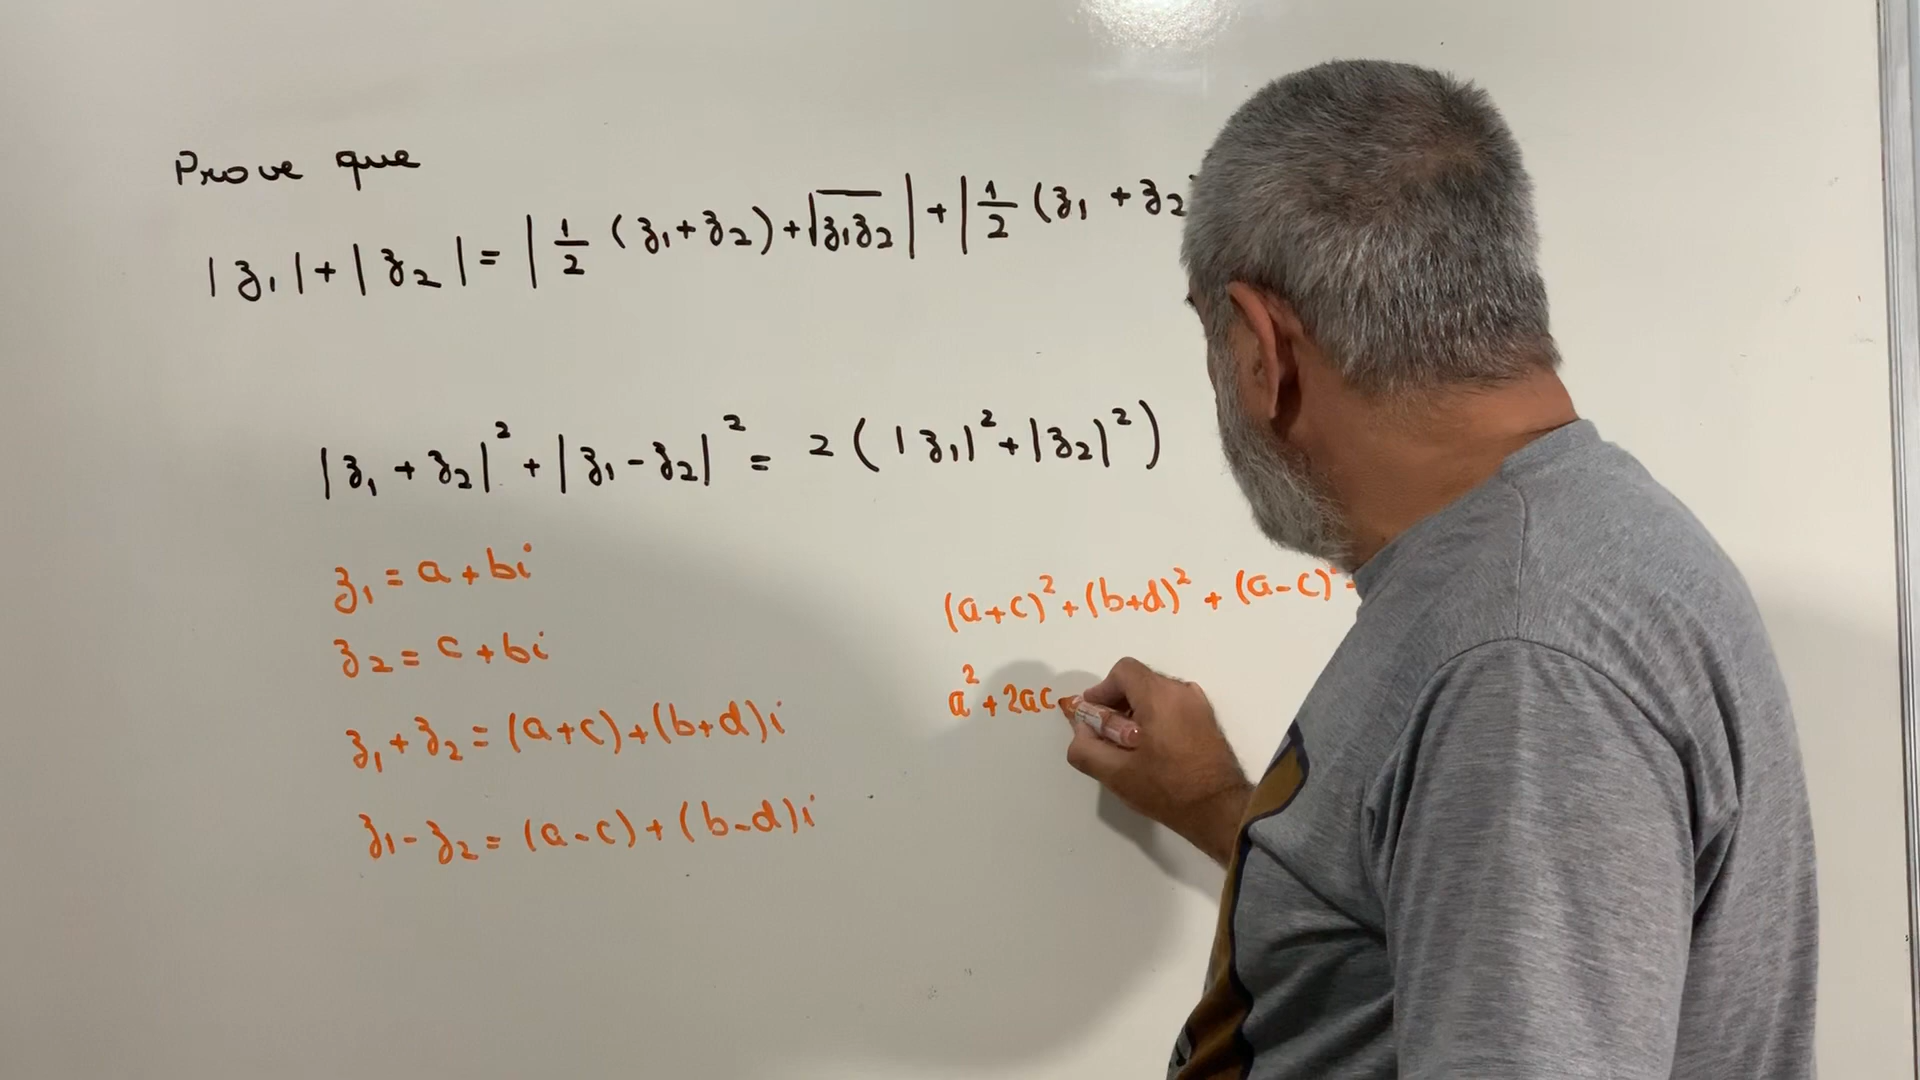 Prove que
|z₁|+|z₂|=|1/2 (z₁+z₂)+√z₁z₂|+|1/2 (z₁+z₂
|z₁+z₂|²+|z₁-z₂|²= 2(|z₁|²+|z₂|²)
z₁=a+bi
z₂=c+bi
z₁+z₂=(a+c)+(b+d)i
z₁-z₂=(a-c)+(b-d)i
(a+c)²+(b+d)²+(a-c)²
a²+2ac